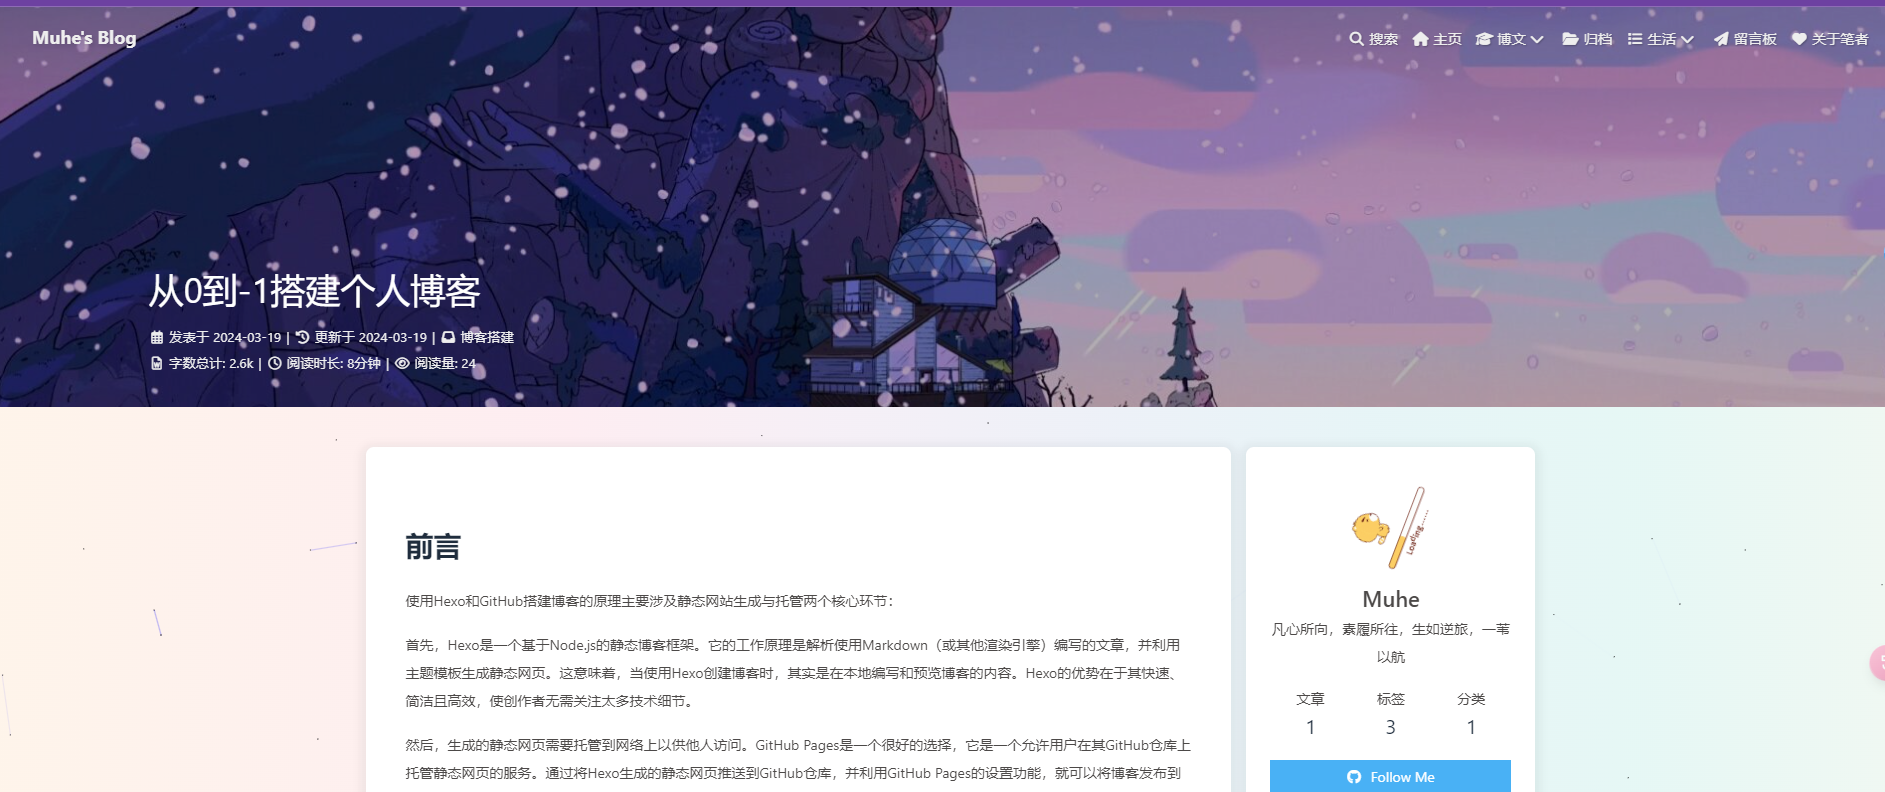 Muhe's Blog
搜索 主页 博文 归档 生活 留言板 关于笔者
从0到-1搭建个人博客
发表于 2024-03-19 | 更新于 2024-03-19 | 博客搭建
字数总计: 2.6k | 阅读时长: 8分钟 | 阅读量: 24
前言
使用Hexo和GitHub搭建博客的原理主要涉及静态网站生成与托管两个核心环节：
首先，Hexo是一个基于Node.js的静态博客框架。它的工作原理是解析使用Markdown（或其他渲染引擎）编写的文章，并利用
主题模板生成静态网页。这意味着，当使用Hexo创建博客时，其实是在本地编写和预览博客的内容。Hexo的优势在于其快速、
简洁且高效，使创作者无需关注太多技术细节。
然后，生成的静态网页需要托管到网络上以供他人访问。GitHub Pages是一个很好的选择，它是一个允许用户在其GitHub仓库上
托管静态网页的服务。通过将Hexo生成的静态网页推送到GitHub仓库，并利用GitHub Pages的设置功能，就可以将博客发布到
Loading......
Muhe
凡心所向，素履所往，生如逆旅，一苇
以航
文章 标签 分类
1 3 1
Follow Me